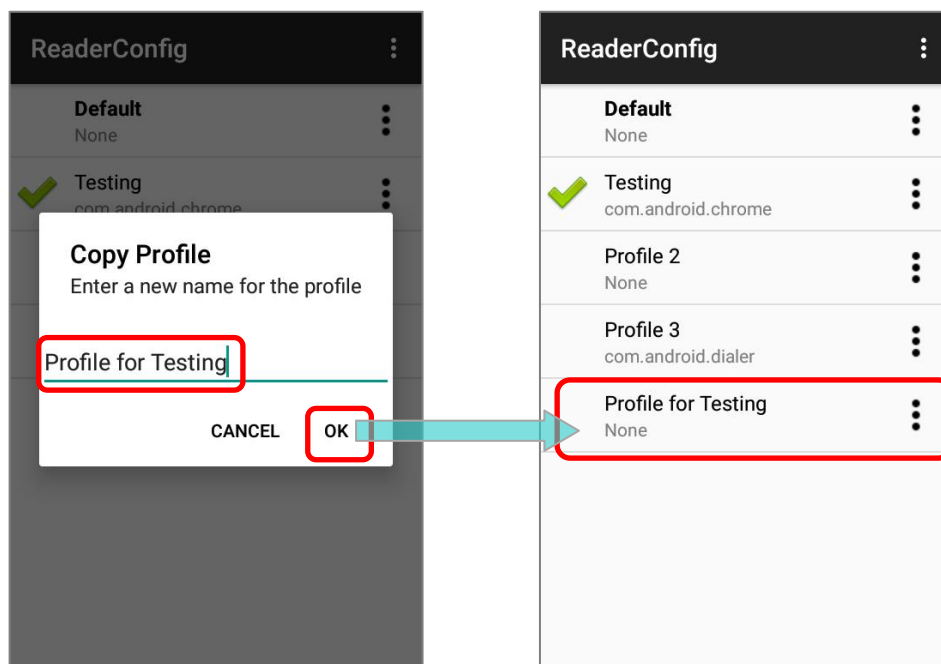 ReaderConfig
Default
None
Testing
com.android.chrome
Copy Profile
Enter a new name for the profile
Profile for Testing
CANCEL OK
ReaderConfig
Default
None
Testing
com.android.chrome
Profile 2
None
Profile 3
com.android.dialer
Profile for Testing
None